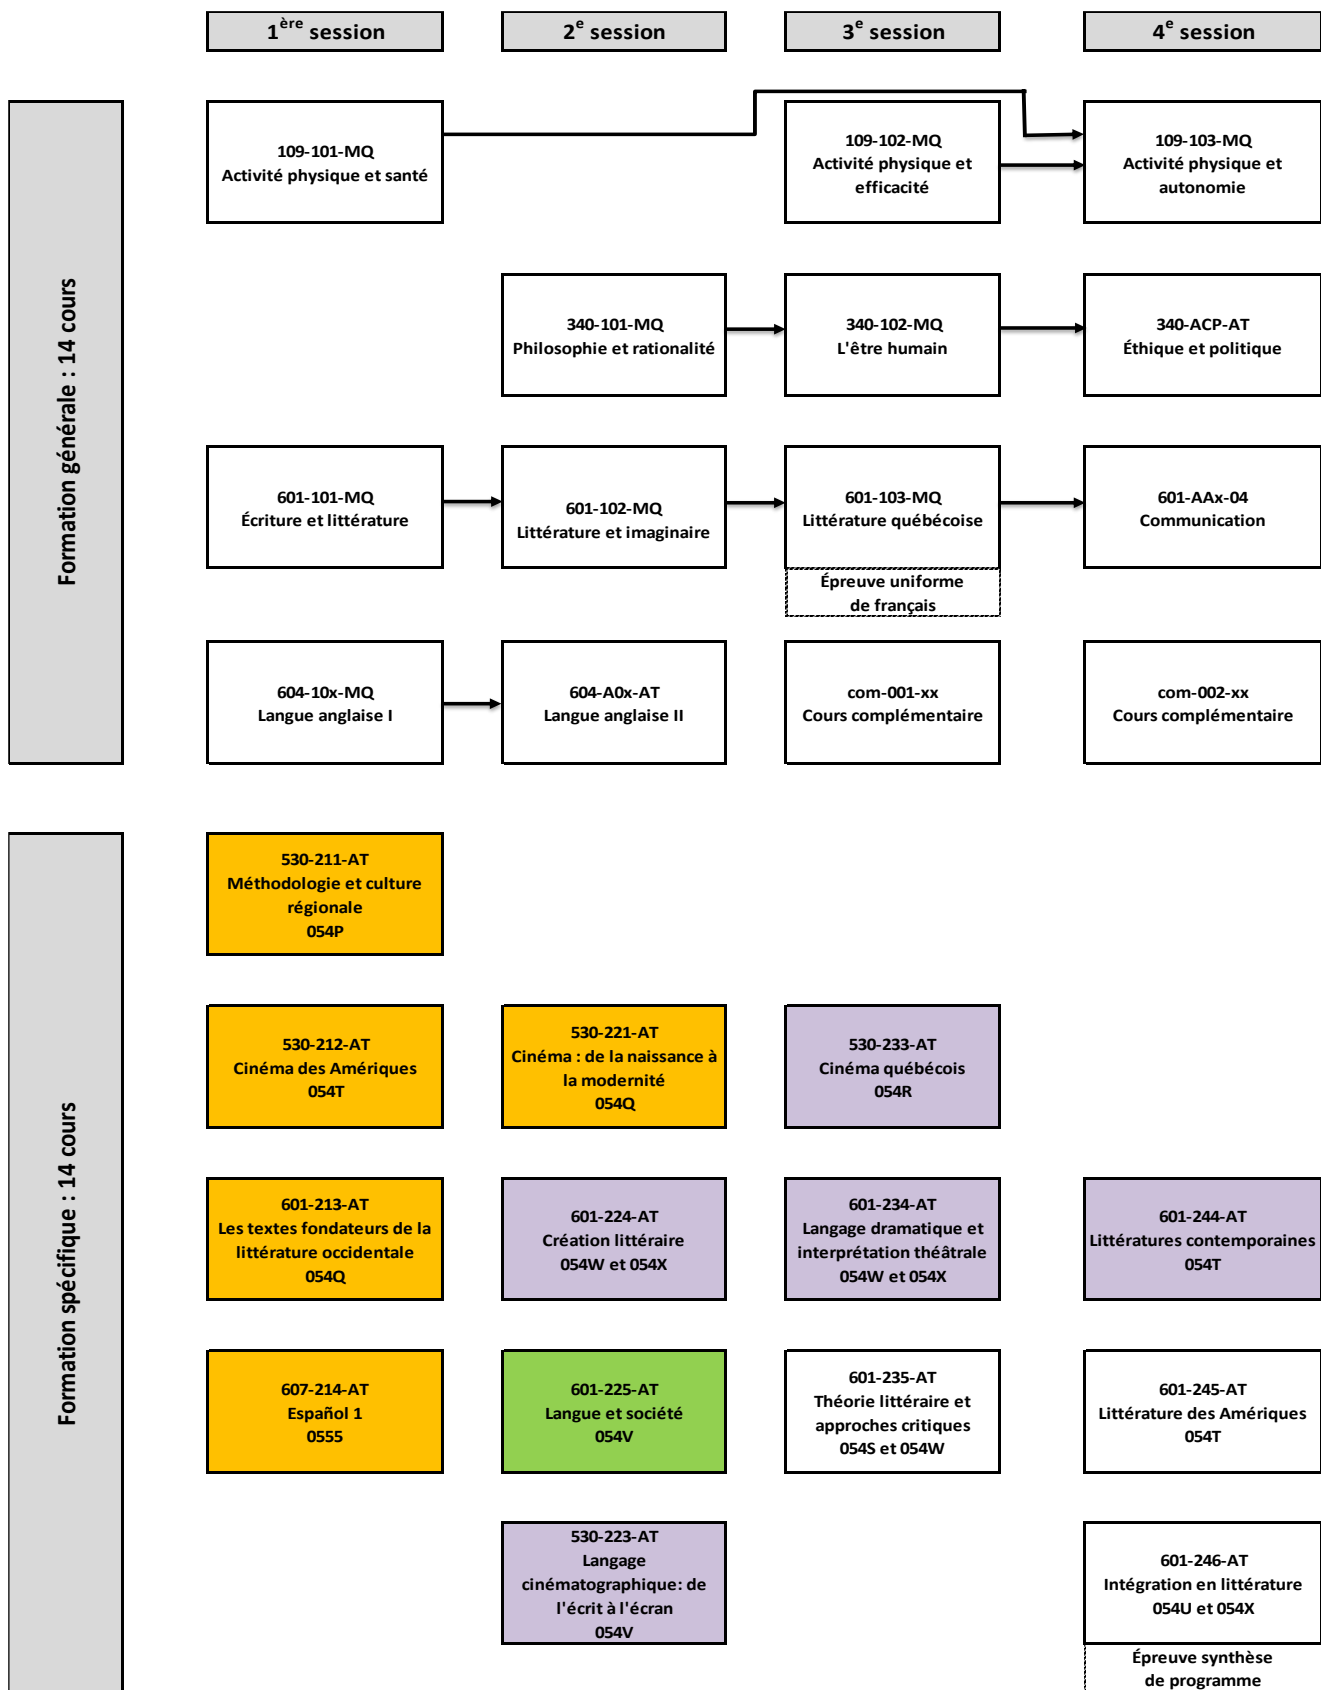 1ère session
2e session
3e session
4e session
Formation générale : 14 cours
109-101-MQ
Activité physique et santé
109-102-MQ
Activité physique et
efficacité
109-103-MQ
Activité physique et
autonomie
340-101-MQ
Philosophie et rationalité
340-102-MQ
L'être humain
340-ACP-AT
Éthique et politique
601-101-MQ
Écriture et littérature
601-102-MQ
Littérature et imaginaire
601-103-MQ
Littérature québécoise
Épreuve uniforme
de français
601-AAx-04
Communication
604-10x-MQ
Langue anglaise I
604-A0x-AT
Langue anglaise II
com-001-xx
Cours complémentaire
com-002-xx
Cours complémentaire
Formation spécifique : 14 cours
530-211-AT
Méthodologie et culture
régionale
054P
530-212-AT
Cinéma des Amériques
054T
530-221-AT
Cinéma : de la naissance à
la modernité
054Q
530-233-AT
Cinéma québécois
054R
601-213-AT
Les textes fondateurs de la
littérature occidentale
054Q
601-224-AT
Création littéraire
054W et 054X
601-234-AT
Langage dramatique et
interprétation théâtrale
054W et 054X
601-244-AT
Littératures contemporaines
054T
607-214-AT
Español 1
0555
601-225-AT
Langue et société
054V
601-235-AT
Théorie littéraire et
approches critiques
054S et 054W
601-245-AT
Littérature des Amériques
054T
530-223-AT
Langage
cinématographique: de
l'écrit à l'écran
054V
601-246-AT
Intégration en littérature
054U et 054X
Épreuve synthèse
de programme